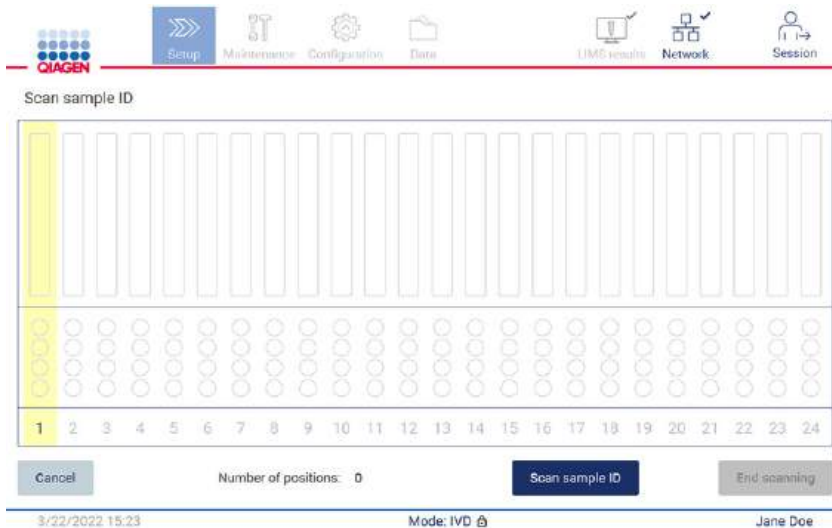 QIAGEN
Setup
Maintenance
Configuration
Data
LIMS results
Network
Session
Scan sample ID
1 2 3 4 5 6 7 8 9 10 11 12 13 14 15 16 17 18 19 20 21 22 23 24
Cancel
Number of positions: 0
Scan sample ID
End scanning
3/22/2022 15:23
Mode: IVD
Jane Doe